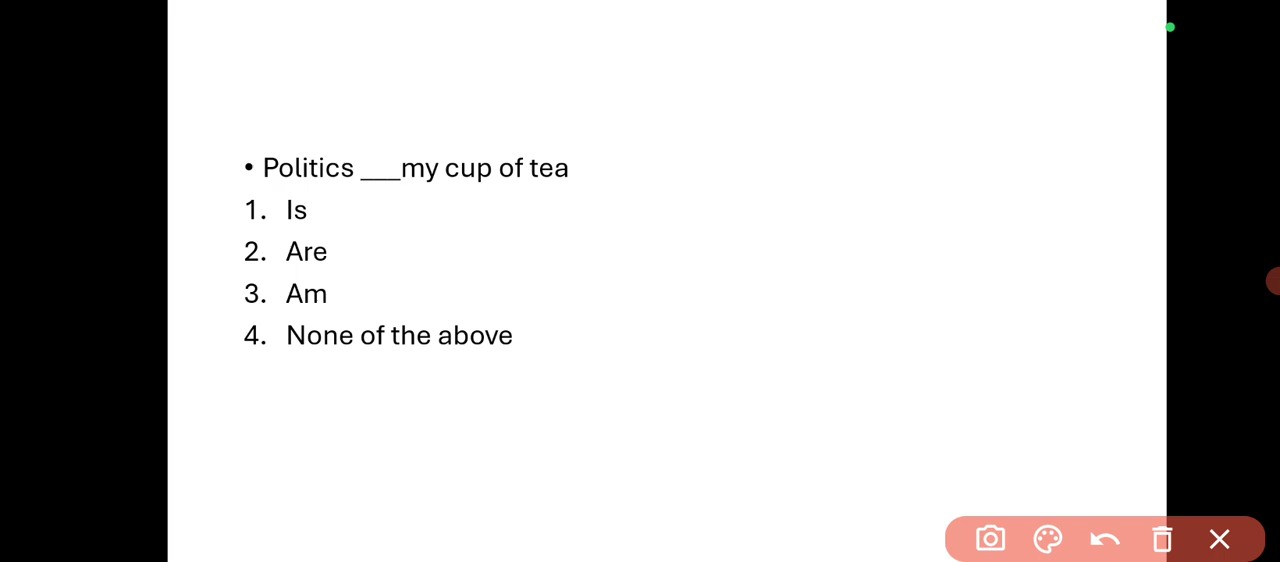 • Politics ___my cup of tea
1. Is
2. Are
3. Am
4. None of the above